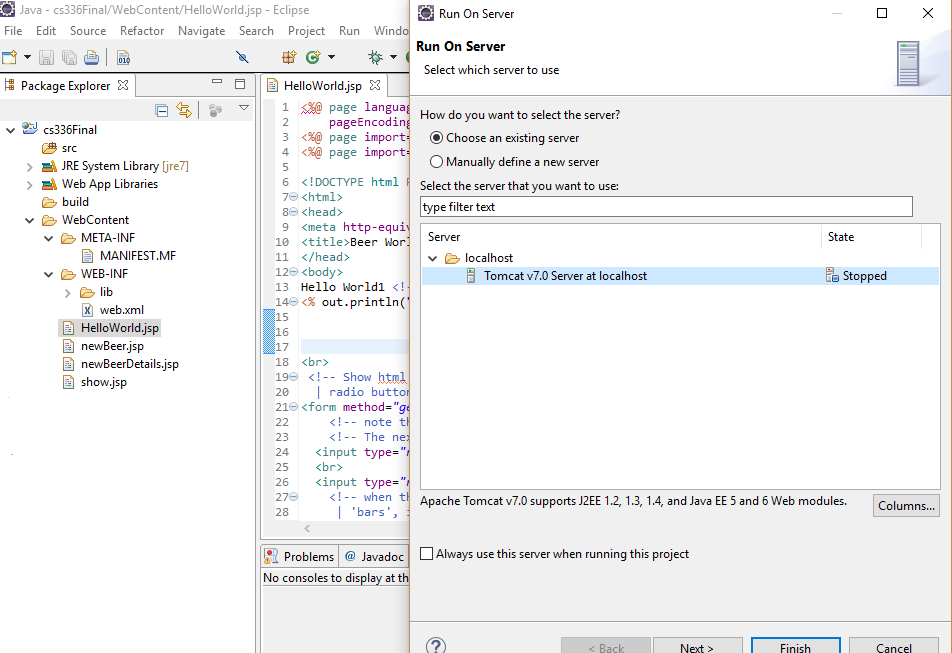 Java - cs336Final/WebContent/HelloWorld.jsp - Eclipse
File Edit Source Refactor Navigate Search Project Run Windo
010
Package Explorer
cs336Final
src
JRE System Library [jre7]
Web App Libraries
build
WebContent
META-INF
MANIFEST.MF
WEB-INF
lib
web.xml
HelloWorld.jsp
newBeer.jsp
newBeerDetails.jsp
show.jsp
HelloWorld.jsp
1 <%@ page languag
2 pageEncoding
3 <%@ page import=
4 <%@ page import=
5
6 <!DOCTYPE html
7 <html>
8 <head>
9 <meta http-equiv
10 <title>Beer Worl
11 </head>
12 <body>
13 Hello World1 <!-
14 <% out.println("
15
16
17
18 <br>
19 <!-- Show html
20 | radio button
21 <form method="ge
22 <!-- note th
23 <!-- The nex
24 <input type="r
25 <br>
26 <input type="r
27 <!-- when th
28 | 'bars', i
Problems @ Javadoc
No consoles to display at th
Run On Server
Run On Server
Select which server to use
How do you want to select the server?
Choose an existing server
Manually define a new server
Select the server that you want to use:
type filter text
Server State
localhost
Tomcat v7.0 Server at localhost Stopped
Apache Tomcat v7.0 supports J2EE 1.2, 1.3, 1.4, and Java EE 5 and 6 Web modules.
Columns...
Always use this server when running this project
? < Back Next > Finish Cancel